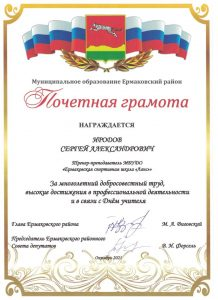 Муниципальное образование Ермаковский район
Почетная грамота
НАГРАЖДАЕТСЯ
ИРОДОВ
СЕРГЕЙ АЛЕКСАНДРОВИЧ
Тренер-преподаватель МБУДО
«Ермаковская спортивная школа «Ланс»
За многолетний добросовестный труд,
высокие достижения в профессиональной деятельности
и в связи с Днём учителя
Глава Ермаковского района
М. А. Виговский
Председатель Ермаковского районного
Совета депутатов
В. И. Форсель
Октябрь 2021